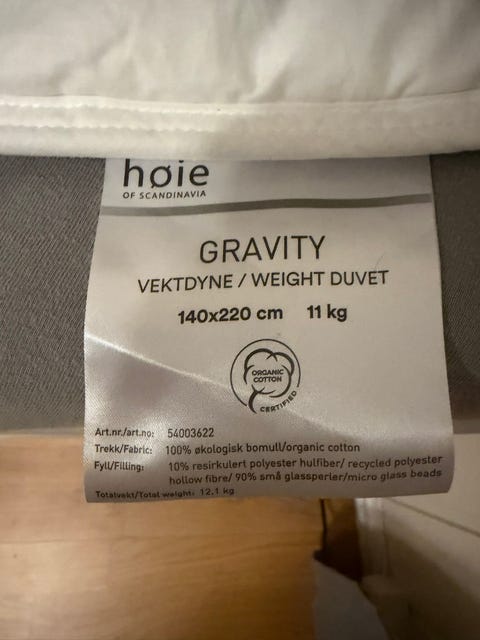 høie
OF SCANDINAVIA
GRAVITY
VEKTDYNE / WEIGHT DUVET
140x220 cm 11 kg
ORGANIC
COTTON
CERTIFIED
Art.nr./art.no: 54003622
Trekk/Fabric: 100% økologisk bomull/organic cotton
Fyll/Filling: 10% resirkulert polyester hulfiber/ recycled polyester
hollow fibre/ 90% små glassperler/micro glass beads
Totalvekt/Total weight: 12,1 kg